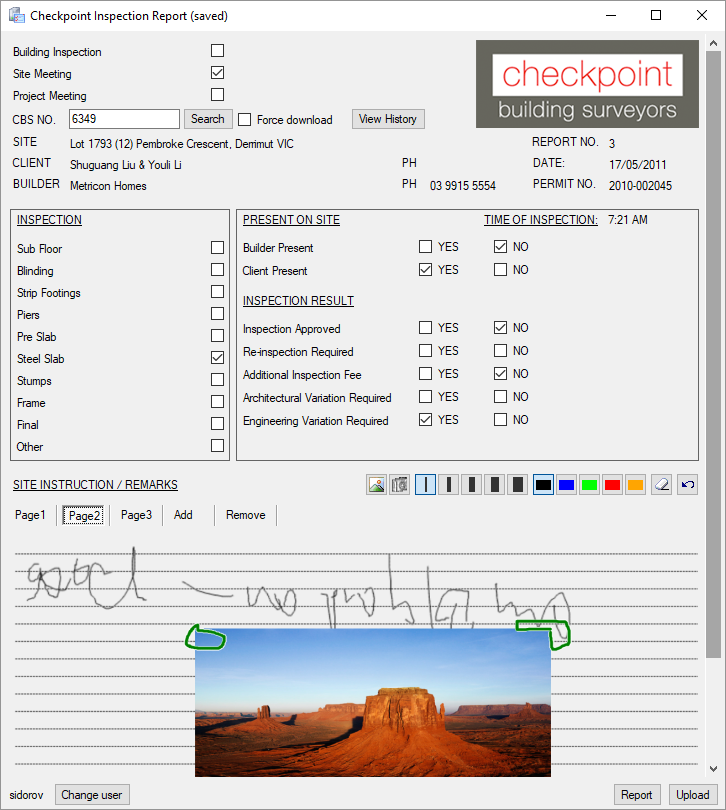 Checkpoint Inspection Report (saved)
Building Inspection
Site Meeting
Project Meeting
checkpoint
building surveyors
CBS NO. 6349 Search Force download View History
SITE Lot 1793 (12) Pembroke Crescent, Derrimut VIC REPORT NO. 3
CLIENT Shuguang Liu & Youli Li PH DATE: 17/05/2011
BUILDER Metricon Homes PH 03 9915 5554 PERMIT NO. 2010-002045
INSPECTION
Sub Floor
Blinding
Strip Footings
Piers
Pre Slab
Steel Slab
Stumps
Frame
Final
Other
PRESENT ON SITE TIME OF INSPECTION: 7:21 AM
Builder Present YES NO
Client Present YES NO
INSPECTION RESULT
Inspection Approved YES NO
Re-inspection Required YES NO
Additional Inspection Fee YES NO
Architectural Variation Required YES NO
Engineering Variation Required YES NO
SITE INSTRUCTION / REMARKS
Page1 Page2 Page3 Add Remove
sidorov Change user Report Upload